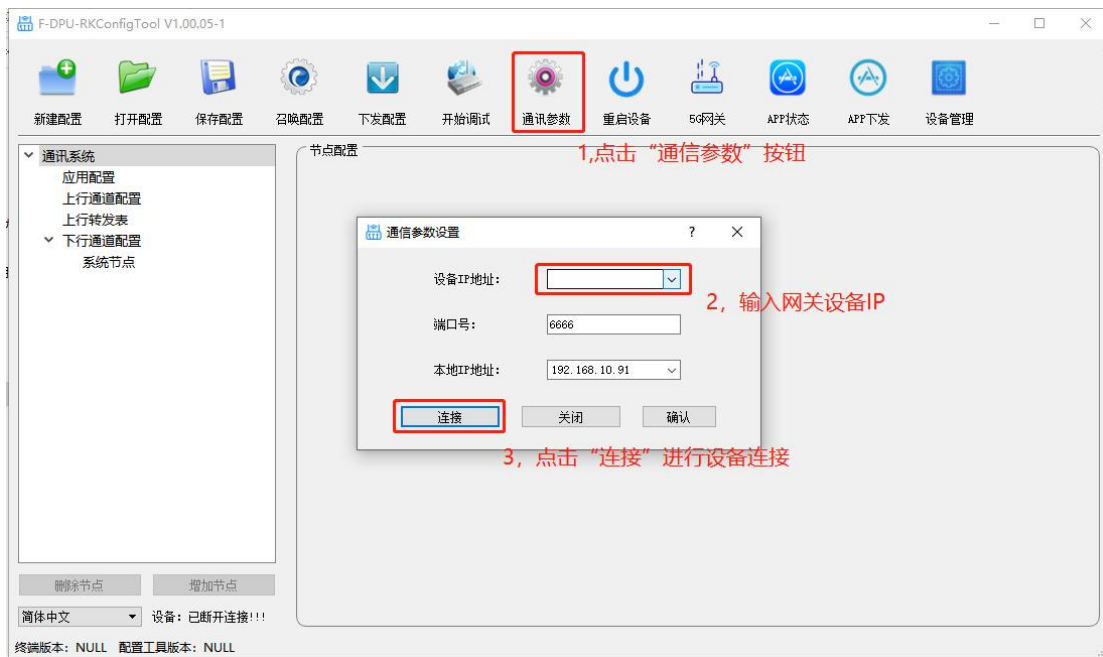 F-DPU-RKConfigTool V1.00.05-1
新建配置 打开配置 保存配置 召唤配置 下发配置 开始调试 通讯参数 重启设备 5G网关 APP状态 APP下发 设备管理
1,点击“通信参数”按钮
通讯系统
应用配置
上行通道配置
上行转发表
下行通道配置
系统节点
节点配置
通信参数设置 ?
设备IP地址:
2，输入网关设备IP
端口号: 6666
本地IP地址: 192.168.10.91
连接 关闭 确认
3，点击“连接”进行设备连接
删除节点 增加节点
简体中文 设备: 已断开连接!!!
终端版本: NULL 配置工具版本: NULL